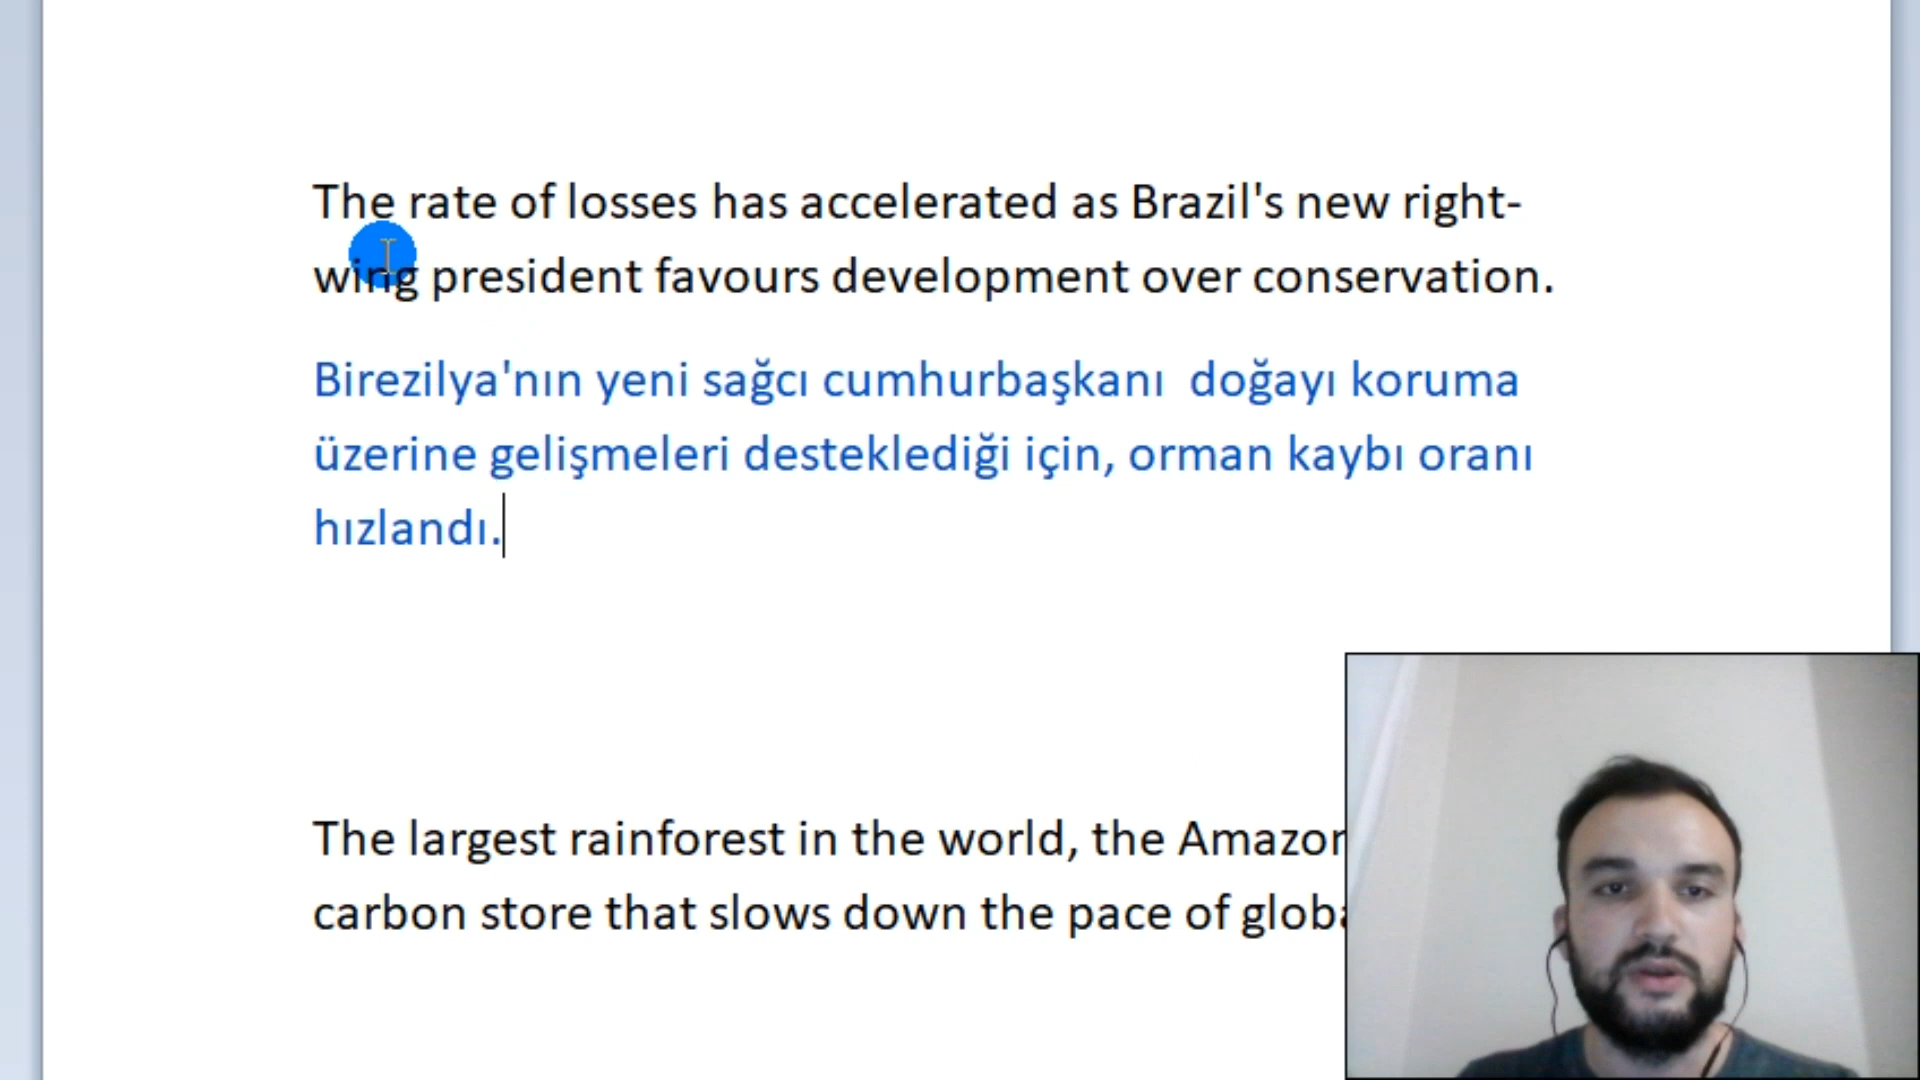 The rate of losses has accelerated as Brazil's new right-
wing president favours development over conservation.
Birezilya'nın yeni sağcı cumhurbaşkanı  doğayı koruma
üzerine gelişmeleri desteklediği için, orman kaybı oranı
hızlandı.
The largest rainforest in the world, the
carbon store that slows down the pace of